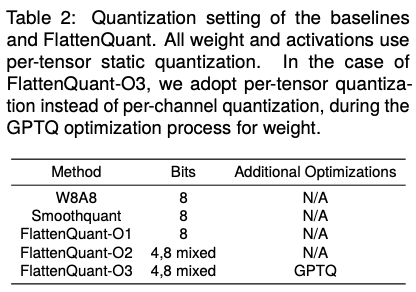 Table 2: Quantization setting of the baselines
and FlattenQuant. All weight and activations use
per-tensor static quantization. In the case of
FlattenQuant-O3, we adopt per-tensor quantiza-
tion instead of per-channel quantization, during the
GPTQ optimization process for weight.
Method Bits Additional Optimizations
W8A8 8 N/A
Smoothquant 8 N/A
FlattenQuant-O1 8 N/A
FlattenQuant-O2 4,8 mixed N/A
FlattenQuant-O3 4,8 mixed GPTQ